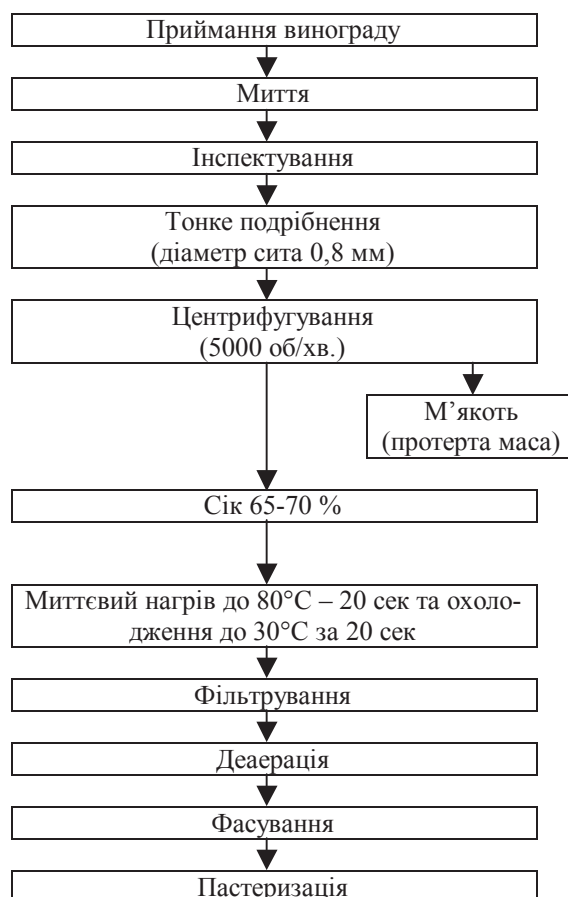 Приймання винограду
Миття
Інспектування
Тонке подрібнення
(діаметр сита 0,8 мм)
Центрифугування
(5000 об/хв.)
М’якоть
(протерта маса)
Сік 65-70 %
Миттєвий нагрів до 80°С – 20 сек та охоло-
дження до 30°С за 20 сек
Фільтрування
Деаерація
Фасування
Пастеризація